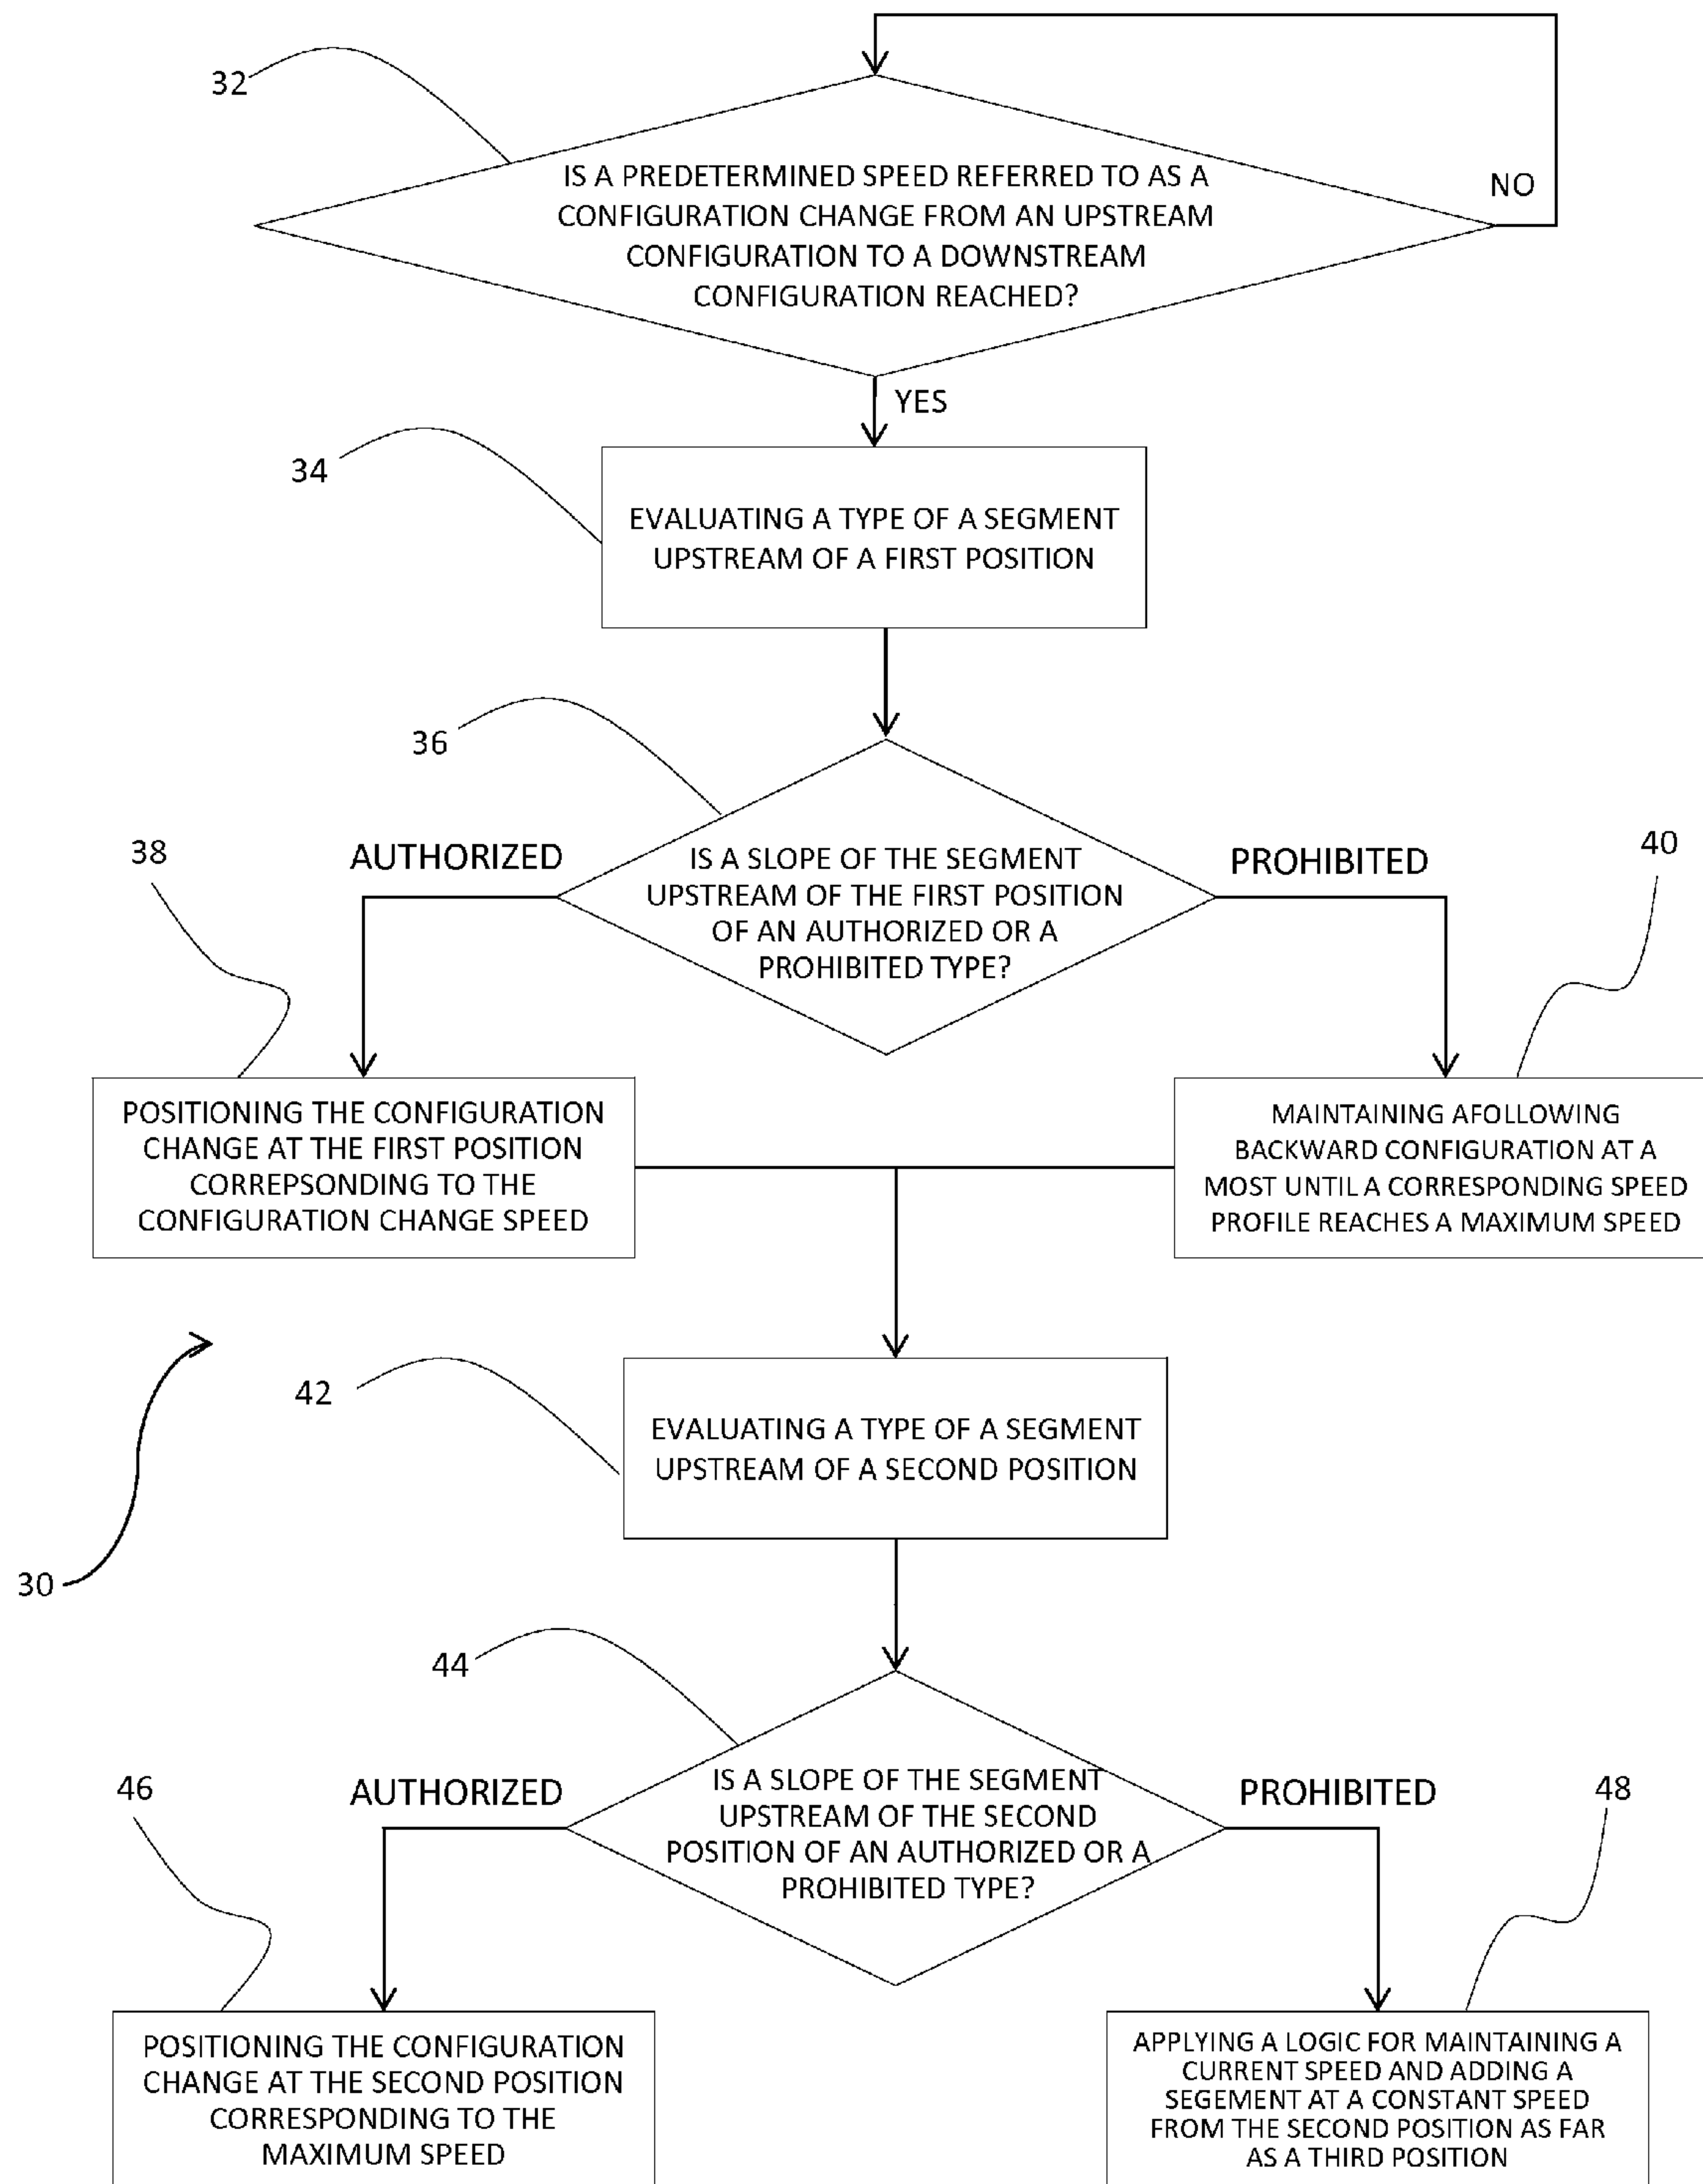 32
IS A PREDETERMINED SPEED REFERRED TO AS A
CONFIGURATION CHANGE FROM AN UPSTREAM
CONFIGURATION TO A DOWNSTREAM
CONFIGURATION REACHED?
NO
YES
34
EVALUATING A TYPE OF A SEGMENT
UPSTREAM OF A FIRST POSITION
36
IS A SLOPE OF THE SEGMENT
UPSTREAM OF THE FIRST POSITION
OF AN AUTHORIZED OR A
PROHIBITED TYPE?
AUTHORIZED
PROHIBITED
38
40
POSITIONING THE CONFIGURATION
CHANGE AT THE FIRST POSITION
CORREPSONDING TO THE
CONFIGURATION CHANGE SPEED
MAINTAINING AFOLLOWING
BACKWARD CONFIGURATION AT A
MOST UNTIL A CORRESPONDING SPEED
PROFILE REACHES A MAXIMUM SPEED
42
EVALUATING A TYPE OF A SEGMENT
UPSTREAM OF A SECOND POSITION
30
44
IS A SLOPE OF THE SEGMENT
UPSTREAM OF THE SECOND
POSITION OF AN AUTHORIZED OR A
PROHIBITED TYPE?
AUTHORIZED
PROHIBITED
46
48
POSITIONING THE CONFIGURATION
CHANGE AT THE SECOND POSITION
CORRESPONDING TO THE
MAXIMUM SPEED
APPLYING A LOGIC FOR MAINTAINING A
CURRENT SPEED AND ADDING A
SEGEMENT AT A CONSTANT SPEED
FROM THE SECOND POSITION AS FAR
AS A THIRD POSITION